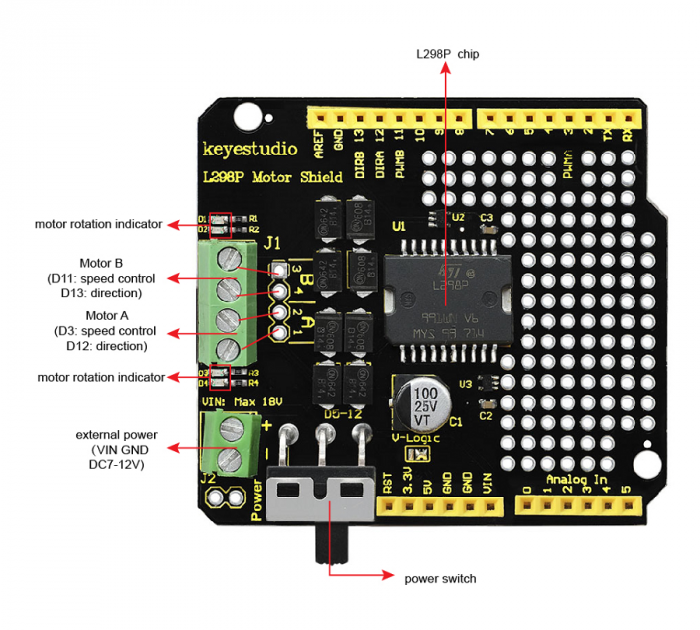 L298P chip
AREF
GND
DIRB 13
DIRA 12
PWMB 11
10
9
8
7
6
5
4
PWMA 3
2
TX
RX
keyestudio
L298P Motor Shield
U1
U2
C3
motor rotation indicator
D1
D2
R1
R2
J1
Motor B
(D11: speed control
D13: direction)
3
4
B
Motor A
(D3: speed control
D12: direction)
2
1
A
L298P
99 214
motor rotation indicator
D3
D4
R3
R4
VIN: Max 18V
D5-12
100
25V
VT
C1
U3
C2
V-Logic
external power
(VIN GND
DC7-12V)
+
-
J2
Power
RST
3.3V
5V
GND
GND
VIN
Analog In
0
1
2
3
4
5
power switch